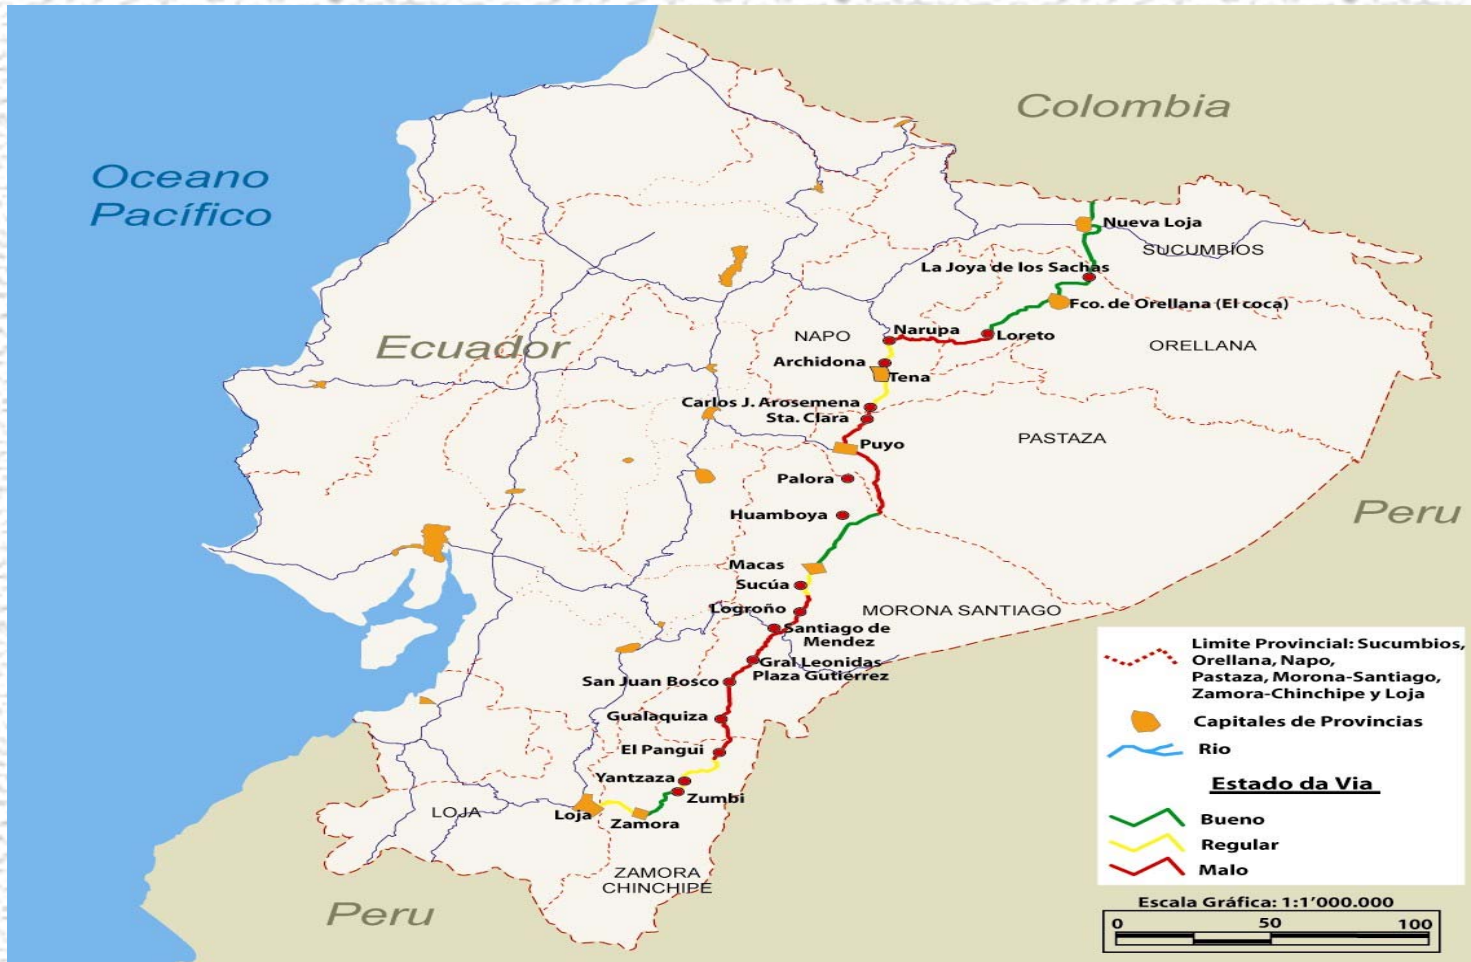 Colombia
Oceano
Pacífico
Nueva Loja
SUCUMBÍOS
La Joya de los Sachas
Fco. de Orellana (El coca)
NAPO
Narupa
Loreto
ORELLANA
Ecuador
Archidona
Tena
Carlos J. Arosemena
Sta. Clara
PASTAZA
Puyo
Palora
Huamboya
Peru
Macas
Sucúa
Logroño
MORONA SANTIAGO
Santiago de
Mendez
Gral Leonidas
Plaza Gutiérrez
San Juan Bosco
Gualaquiza
El Pangui
Yantzaza
Zumbi
LOJA
Loja
Zamora
ZAMORA
CHINCHIPE
Peru
Limite Provincial: Sucumbios,
Orellana, Napo,
Pastaza, Morona-Santiago,
Zamora-Chinchipe y Loja
Capitales de Provincias
Rio
Estado da Via
Bueno
Regular
Malo
Escala Gráfica: 1:1'000.000
0 50 100